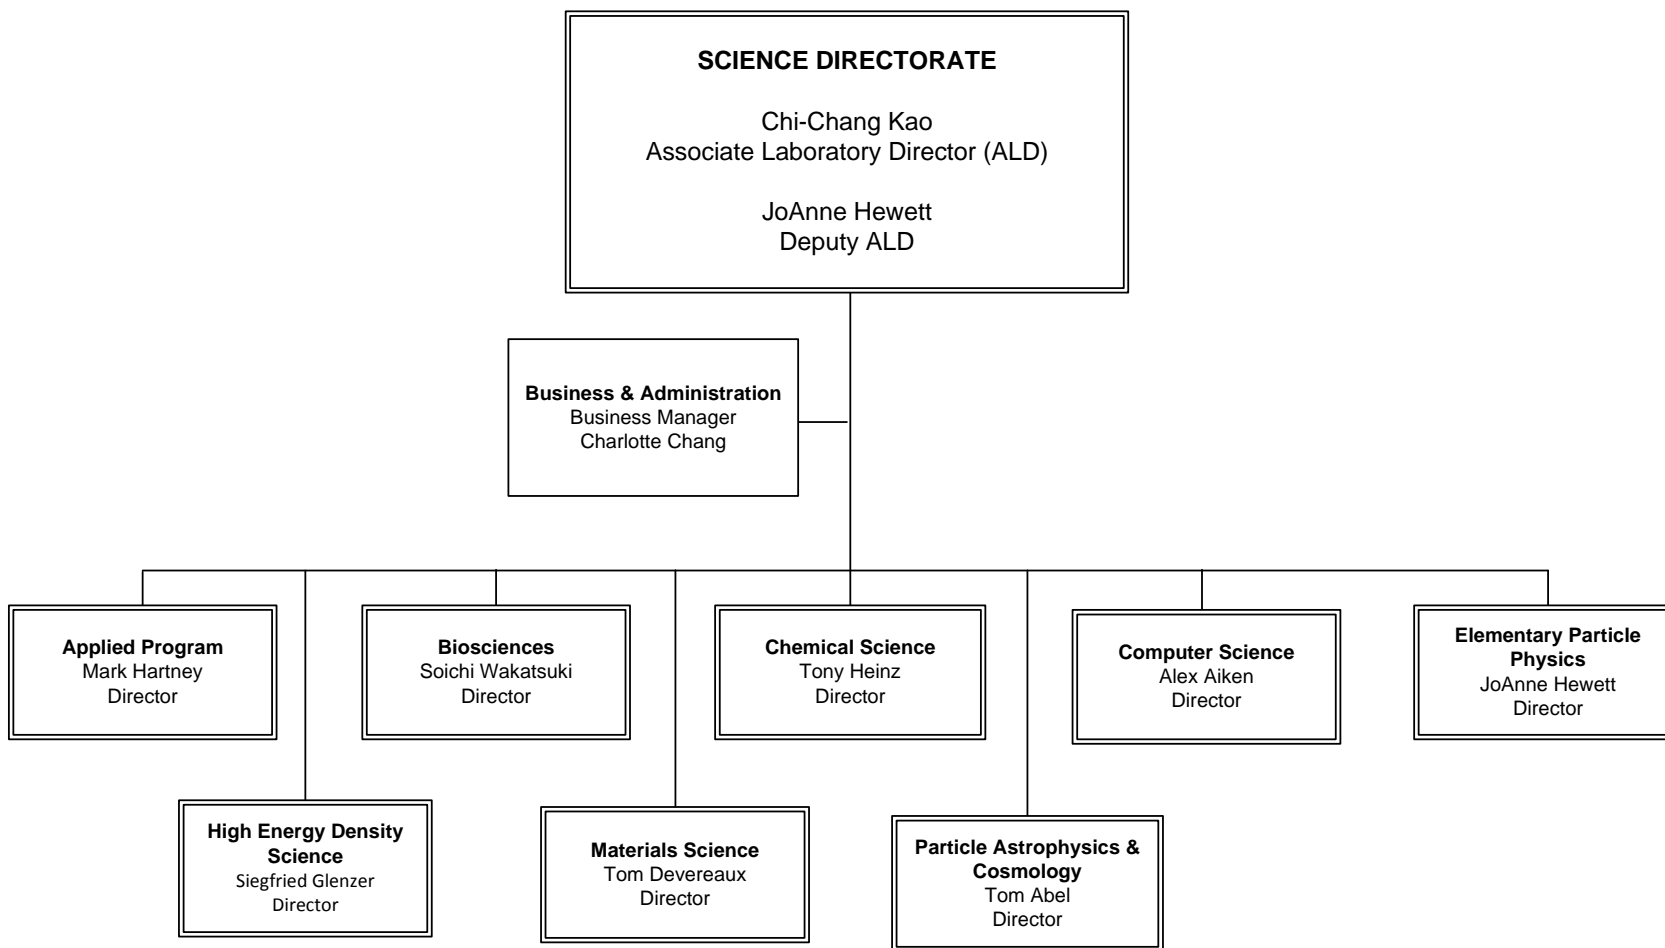 SCIENCE DIRECTORATE
Chi-Chang Kao
Associate Laboratory Director (ALD)
JoAnne Hewett
Deputy ALD
Business & Administration
Business Manager
Charlotte Chang
Applied Program
Mark Hartney
Director
Biosciences
Soichi Wakatsuki
Director
Chemical Science
Tony Heinz
Director
Computer Science
Alex Aiken
Director
Elementary Particle
Physics
JoAnne Hewett
Director
High Energy Density
Science
Siegfried Glenzer
Director
Materials Science
Tom Devereaux
Director
Particle Astrophysics &
Cosmology
Tom Abel
Director